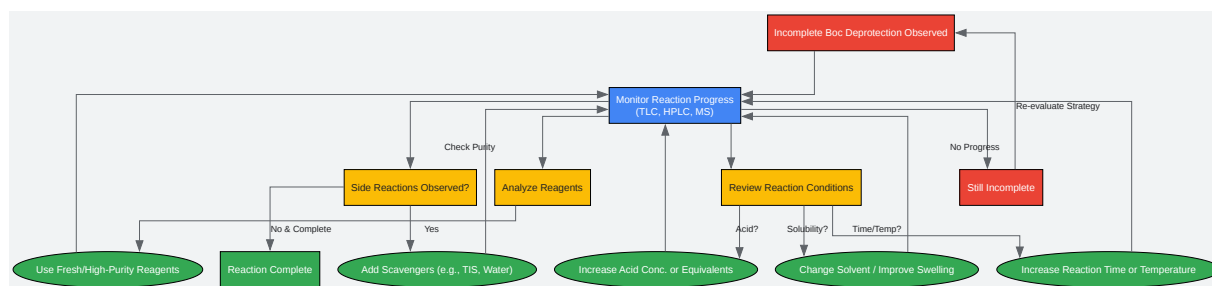 Incomplete Boc Deprotection Observed
Monitor Reaction Progress
(TLC, HPLC, MS)
Re-evaluate Strategy
Check Purity
No Progress
Side Reactions Observed?
Analyze Reagents
Review Reaction Conditions
Still Incomplete
No & Complete
Yes
Acid?
Solubility?
Time/Temp?
Use Fresh/High-Purity Reagents
Reaction Complete
Add Scavengers (e.g., TIS, Water)
Increase Acid Conc. or Equivalents
Change Solvent / Improve Swelling
Increase Reaction Time or Temperature